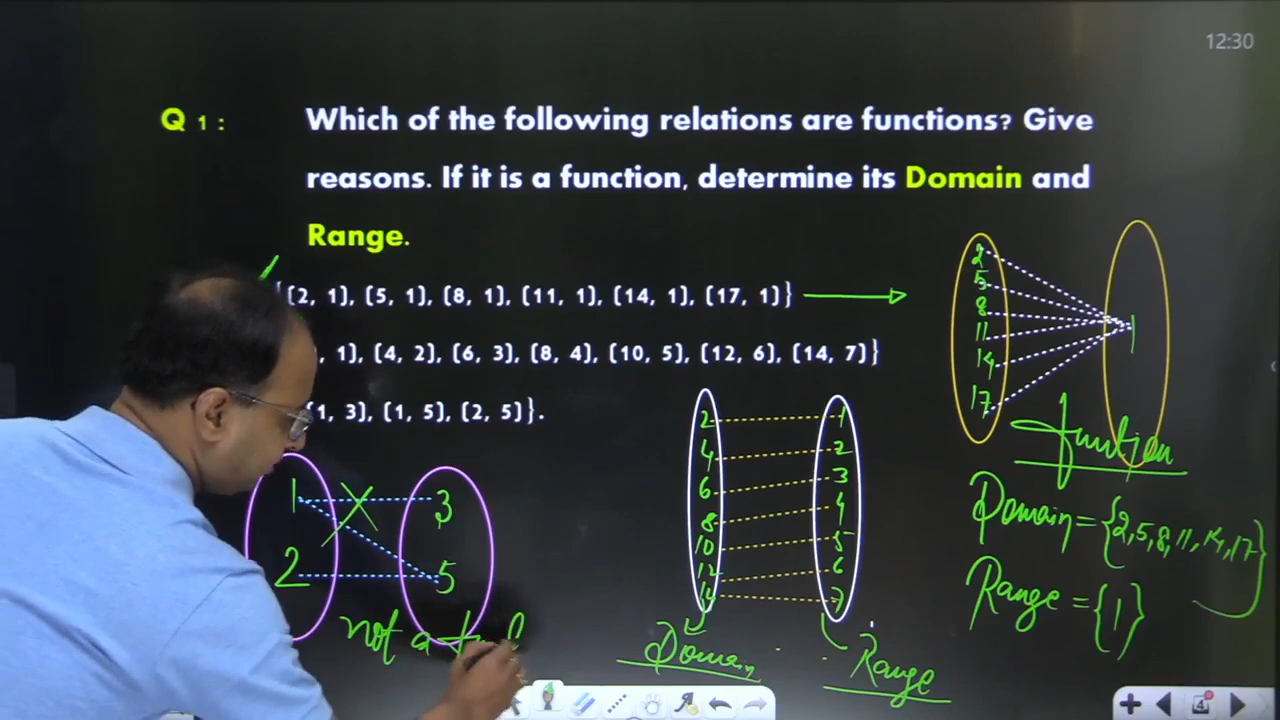 12:30
Q 1 : Which of the following relations are functions? Give
reasons. If it is a function, determine its Domain and
Range.
{(2, 1), (5, 1), (8, 1), (11, 1), (14, 1), (17, 1)}
, 1), (4, 2), (6, 3), (8, 4), (10, 5), (12, 6), (14, 7)}
(1, 3), (1, 5), (2, 5)}.
2
5
8
11
14
17
1
function
Domain = {2, 5, 8, 11, 14, 17}
Range = {1}
2 1
4 2
6 3
8 4
10 5
12 6
14 7
Domain
Range
1 3
2 5
not a
4